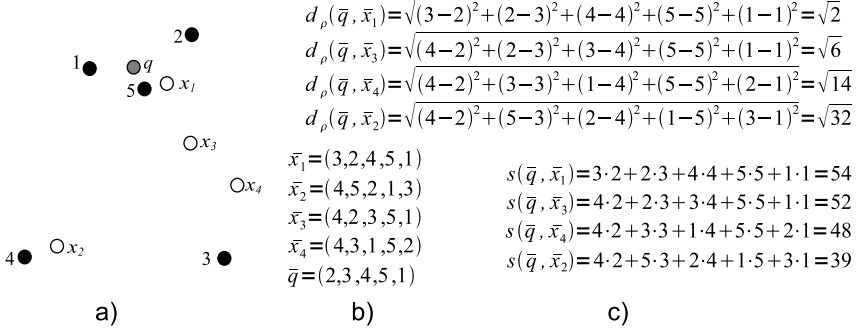 1
2
q
5
x₁
x₃
x₄
4
x₂
3
a)
d_ρ(q̄, x̄₁)=√((3−2)²+(2−3)²+(4−4)²+(5−5)²+(1−1)²)=√2
d_ρ(q̄, x̄₃)=√((4−2)²+(2−3)²+(3−4)²+(5−5)²+(1−1)²)=√6
d_ρ(q̄, x̄₄)=√((4−2)²+(3−3)²+(1−4)²+(5−5)²+(2−1)²)=√14
d_ρ(q̄, x̄₂)=√((4−2)²+(5−3)²+(2−4)²+(1−5)²+(3−1)²)=√32
x̄₁=(3,2,4,5,1)
x̄₂=(4,5,2,1,3)
x̄₃=(4,2,3,5,1)
x̄₄=(4,3,1,5,2)
q̄=(2,3,4,5,1)
b)
s(q̄, x̄₁)=3·2+2·3+4·4+5·5+1·1=54
s(q̄, x̄₃)=4·2+2·3+3·4+5·5+1·1=52
s(q̄, x̄₄)=4·2+3·3+1·4+5·5+2·1=48
s(q̄, x̄₂)=4·2+5·3+2·4+1·5+3·1=39
c)